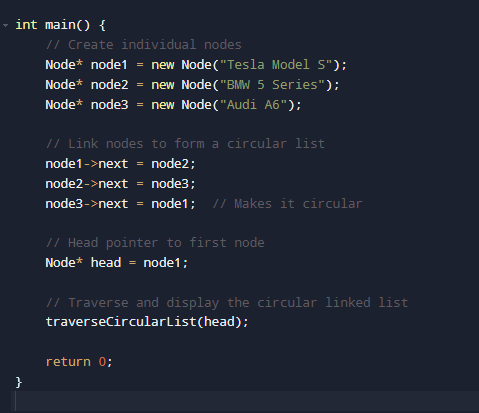 int main() {
    // Create individual nodes
    Node* node1 = new Node("Tesla Model S");
    Node* node2 = new Node("BMW 5 Series");
    Node* node3 = new Node("Audi A6");

    // Link nodes to form a circular list
    node1->next = node2;
    node2->next = node3;
    node3->next = node1;  // Makes it circular

    // Head pointer to first node
    Node* head = node1;

    // Traverse and display the circular linked list
    traverseCircularList(head);

    return 0;
}